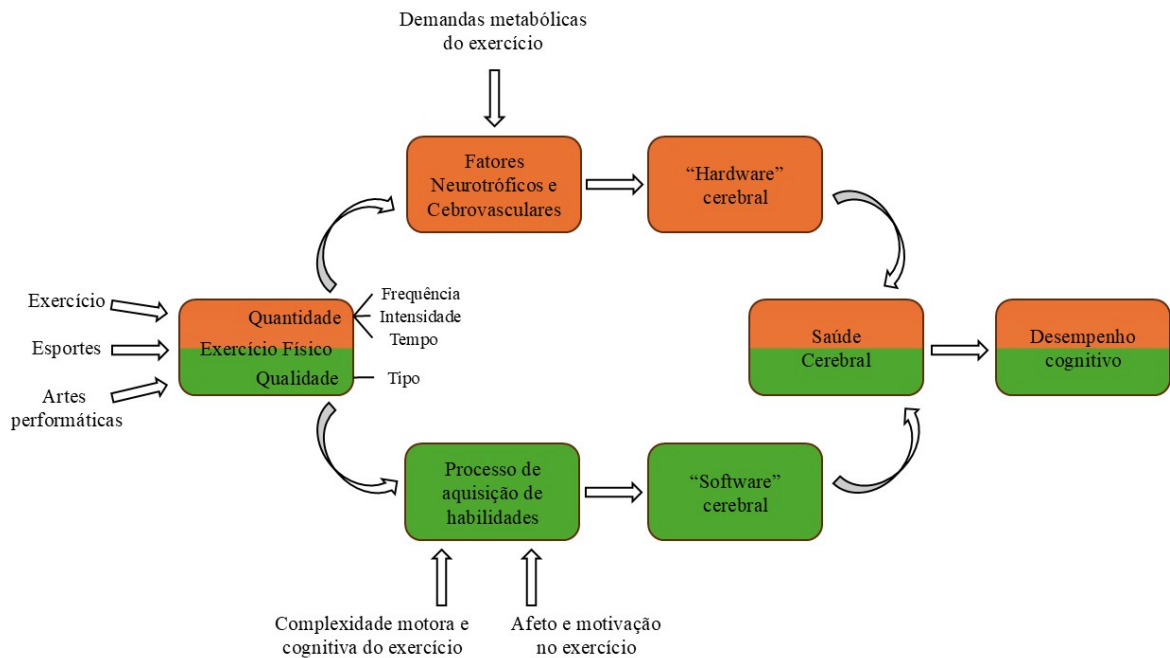 Demandas metabólicas
do exercício
Fatores
Neurotróficos e
Cebrovasculares
“Hardware”
cerebral
Exercício
Esportes
Artes
performáticas
Quantidade
Exercício Físico
Qualidade
Frequência
Intensidade
Tempo
Tipo
Saúde
Cerebral
Desempenho
cognitivo
Processo de
aquisição de
habilidades
“Software”
cerebral
Complexidade motora e
cognitiva do exercício
Afeto e motivação
no exercício